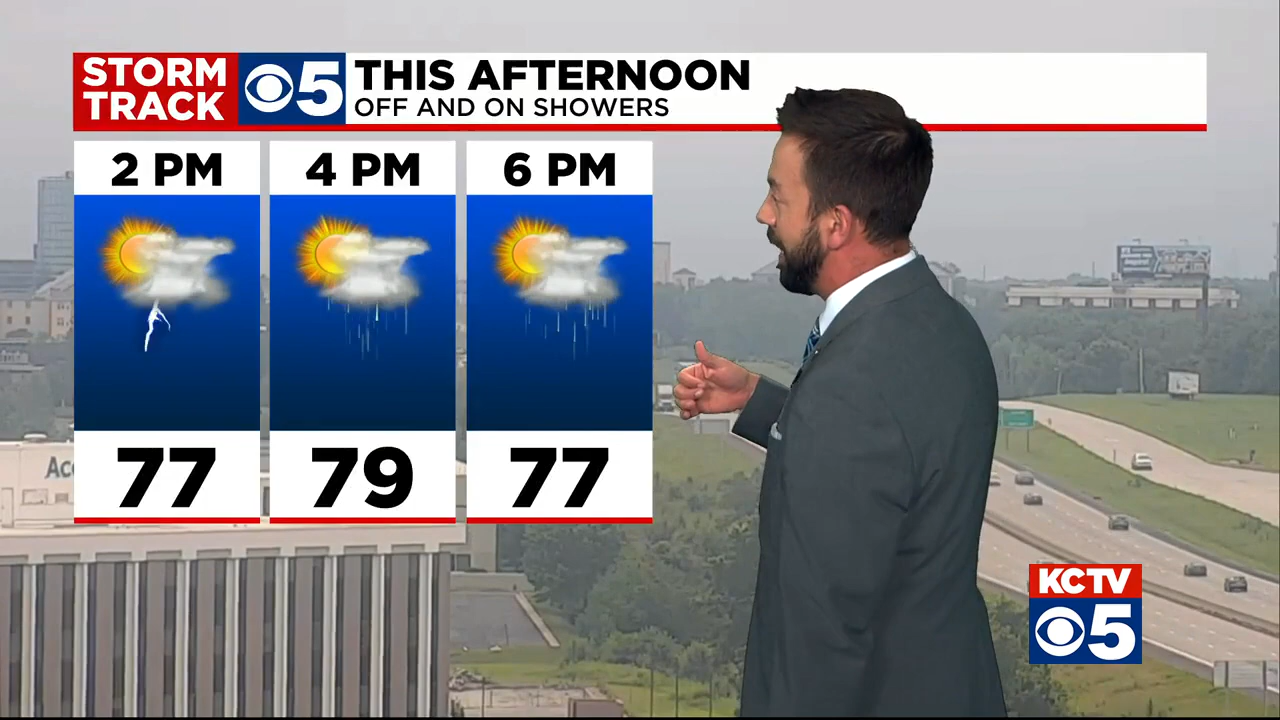 STORM
TRACK
5
THIS AFTERNOON
OFF AND ON SHOWERS
2 PM
4 PM
6 PM
77
79
77
Acc
KCTV
5